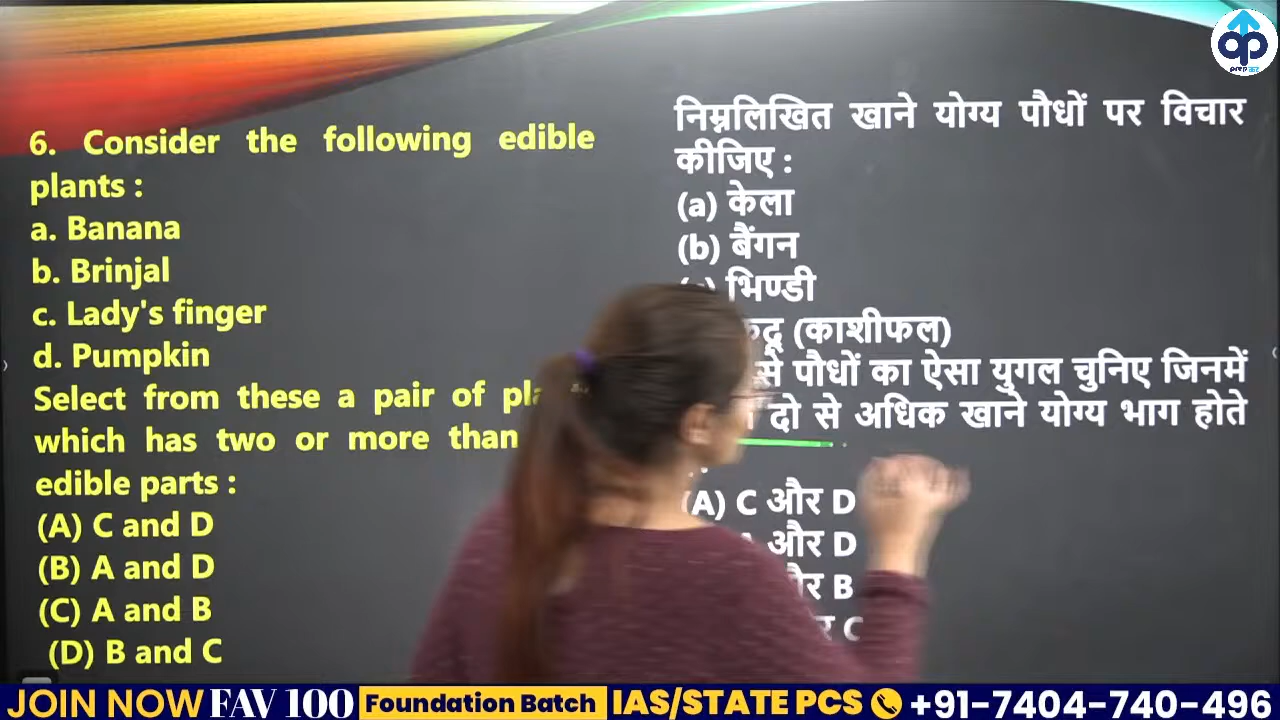 6. Consider the following edible
plants :
a. Banana
b. Brinjal
c. Lady's finger
d. Pumpkin
Select from these a pair of
which has two or more than
edible parts :
(A) C and D
(B) A and D
(C) A and B
(D) B and C
निम्नलिखित खाने योग्य पौधों पर विचार
कीजिए :
(a) केला
(b) बैंगन
भिण्डी
(काशीफल)
से पौधों का ऐसा युगल चुनिए जिनमें
दो से अधिक खाने योग्य भाग होते
(A) C और D
और D
B
प्रेप कर
JOIN NOW FAV 100 Foundation Batch IAS/STATE PCS +91-7404-740-496